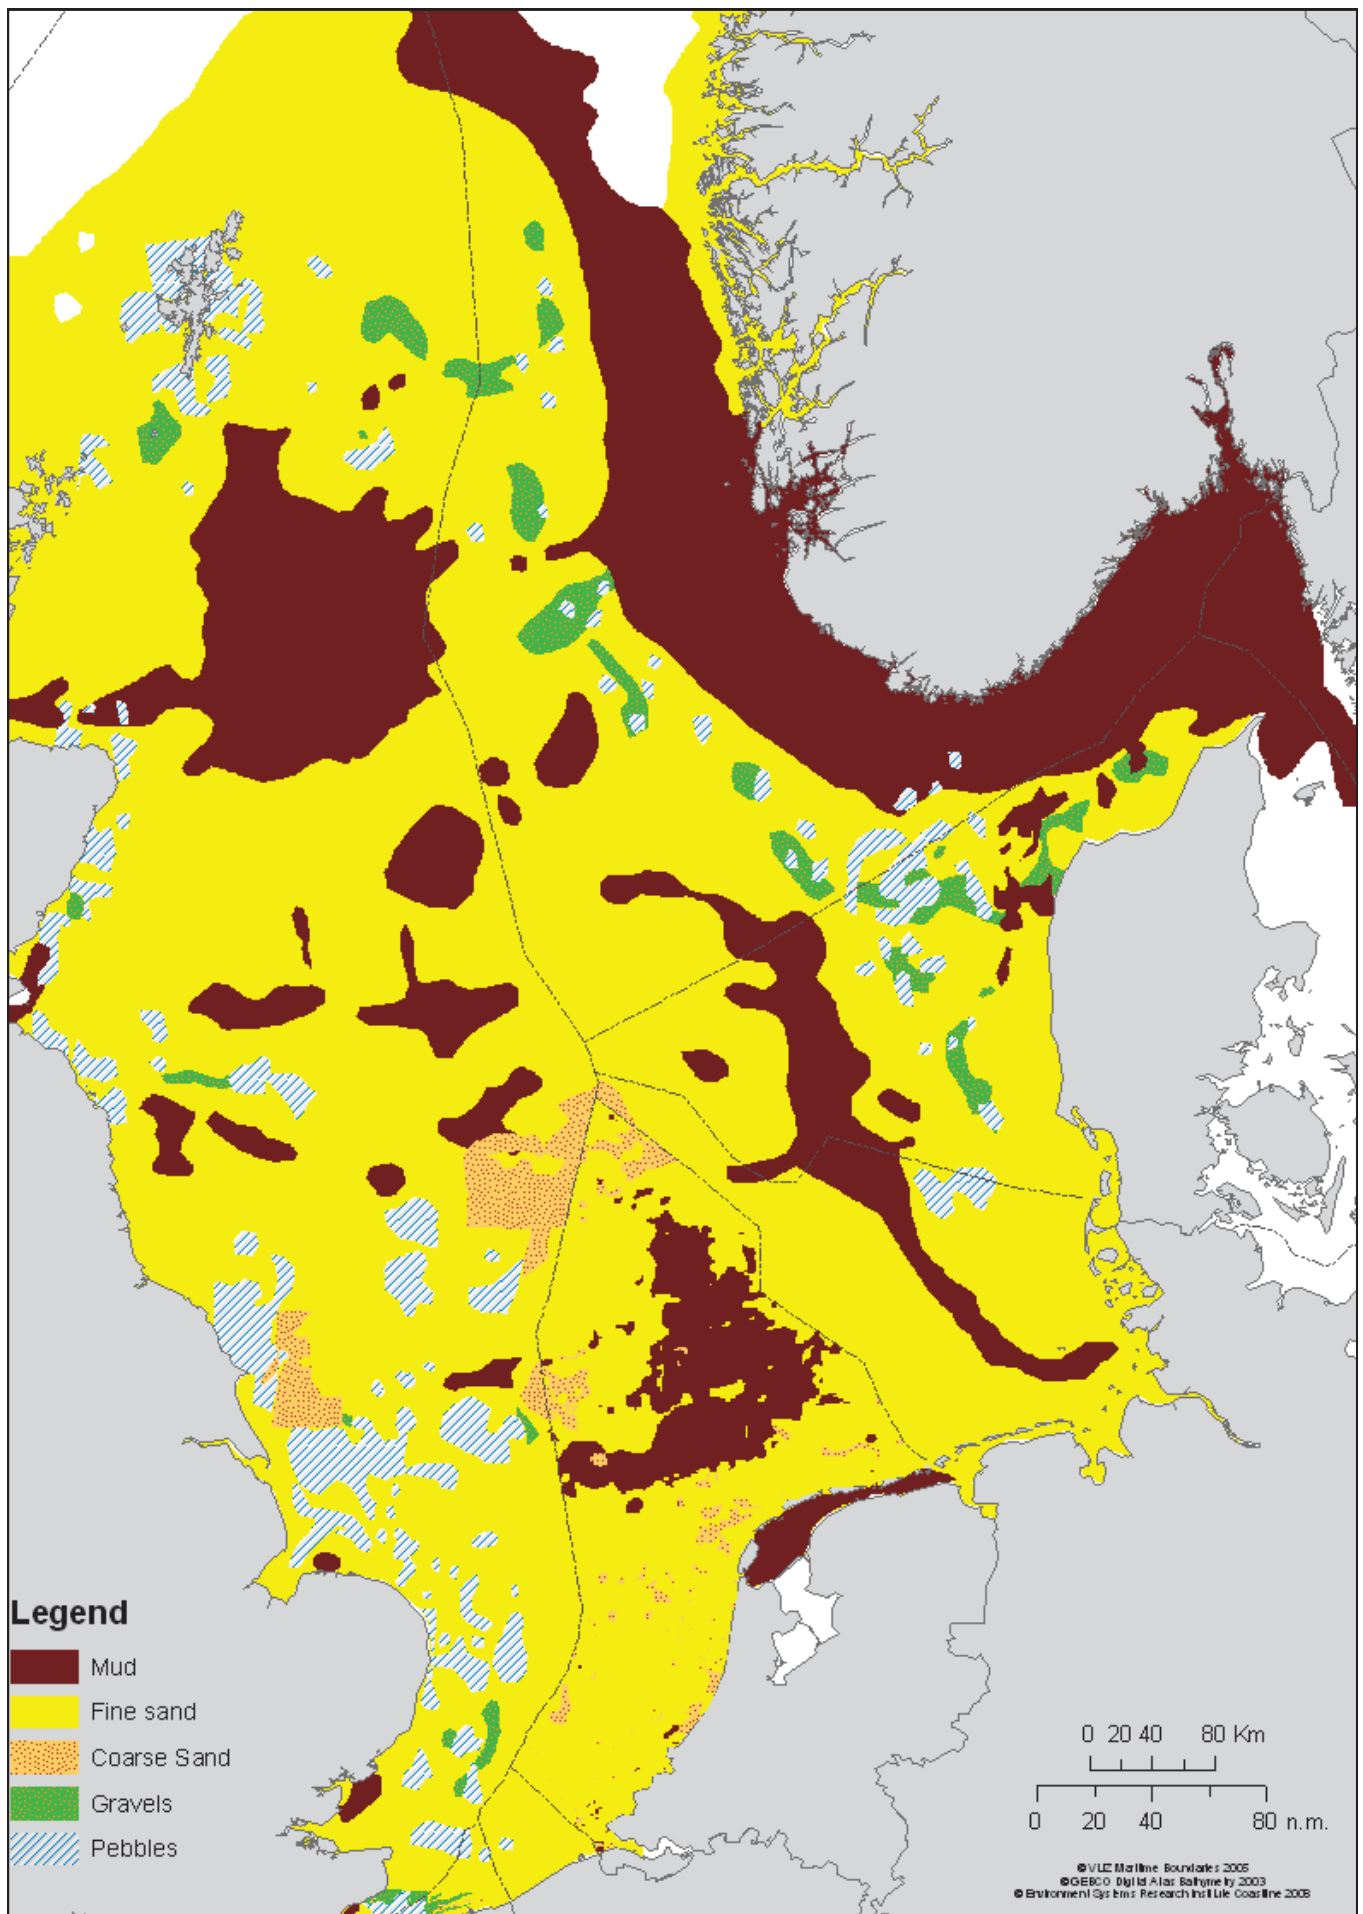 Legend
Mud
Fine sand
Coarse Sand
Gravels
Pebbles
0 20 40 80 Km
0 20 40 80 n.m.
©VLIZ Maritime Boundaries 2005
©GEBCO Digital Atlas Bathymetry 2003
© Environment Systems Research Institute Coastline 2008